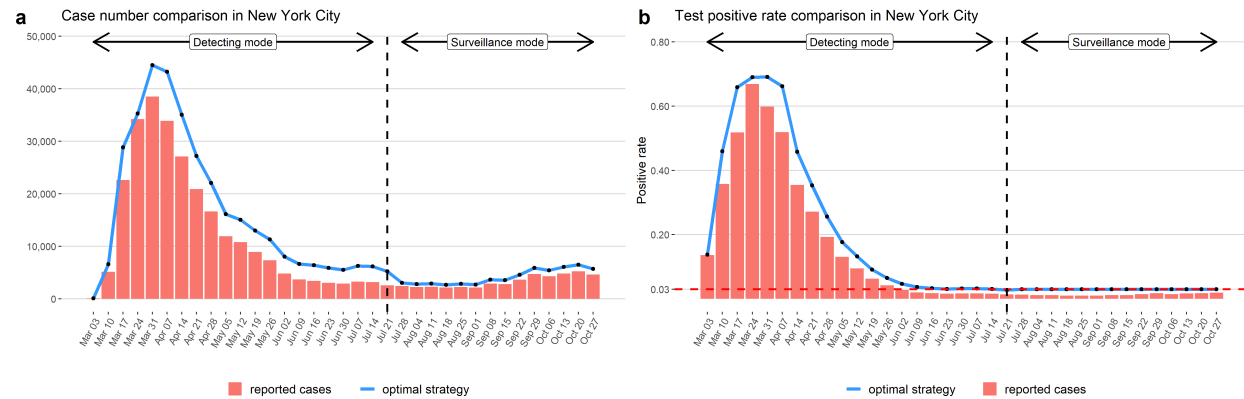 a
Case number comparison in New York City
50,000
40,000
30,000
20,000
10,000
0
Detecting mode
Surveillance mode
Mar 03
Mar 10
Mar 17
Mar 24
Mar 31
Apr 07
Apr 14
Apr 21
Apr 28
May 05
May 12
May 19
May 26
Jun 02
Jun 09
Jun 16
Jun 23
Jun 30
Jul 07
Jul 14
Jul 21
Jul 28
Aug 04
Aug 11
Aug 18
Aug 25
Sep 01
Sep 08
Sep 15
Sep 22
Sep 29
Oct 06
Oct 13
Oct 20
Oct 27
reported cases
optimal strategy
b
Test positive rate comparison in New York City
Positive rate
0.80
0.60
0.40
0.20
0.03
Detecting mode
Surveillance mode
Mar 03
Mar 10
Mar 17
Mar 24
Mar 31
Apr 07
Apr 14
Apr 21
Apr 28
May 05
May 12
May 19
May 26
Jun 02
Jun 09
Jun 16
Jun 23
Jun 30
Jul 07
Jul 14
Jul 21
Jul 28
Aug 04
Aug 11
Aug 18
Aug 25
Sep 01
Sep 08
Sep 15
Sep 22
Sep 29
Oct 06
Oct 13
Oct 20
Oct 27
optimal strategy
reported cases